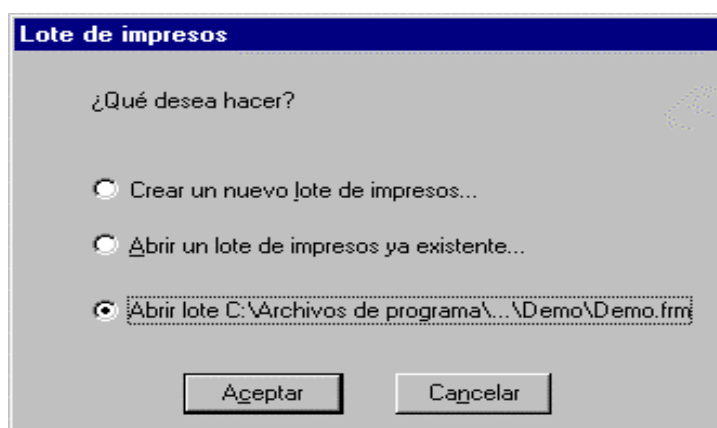 Lote de impresos
¿Qué desea hacer?
Crear un nuevo lote de impresos...
Abrir un lote de impresos ya existente...
Abrir lote C:\Archivos de programa\...\Demo\Demo.frm
Aceptar Cancelar